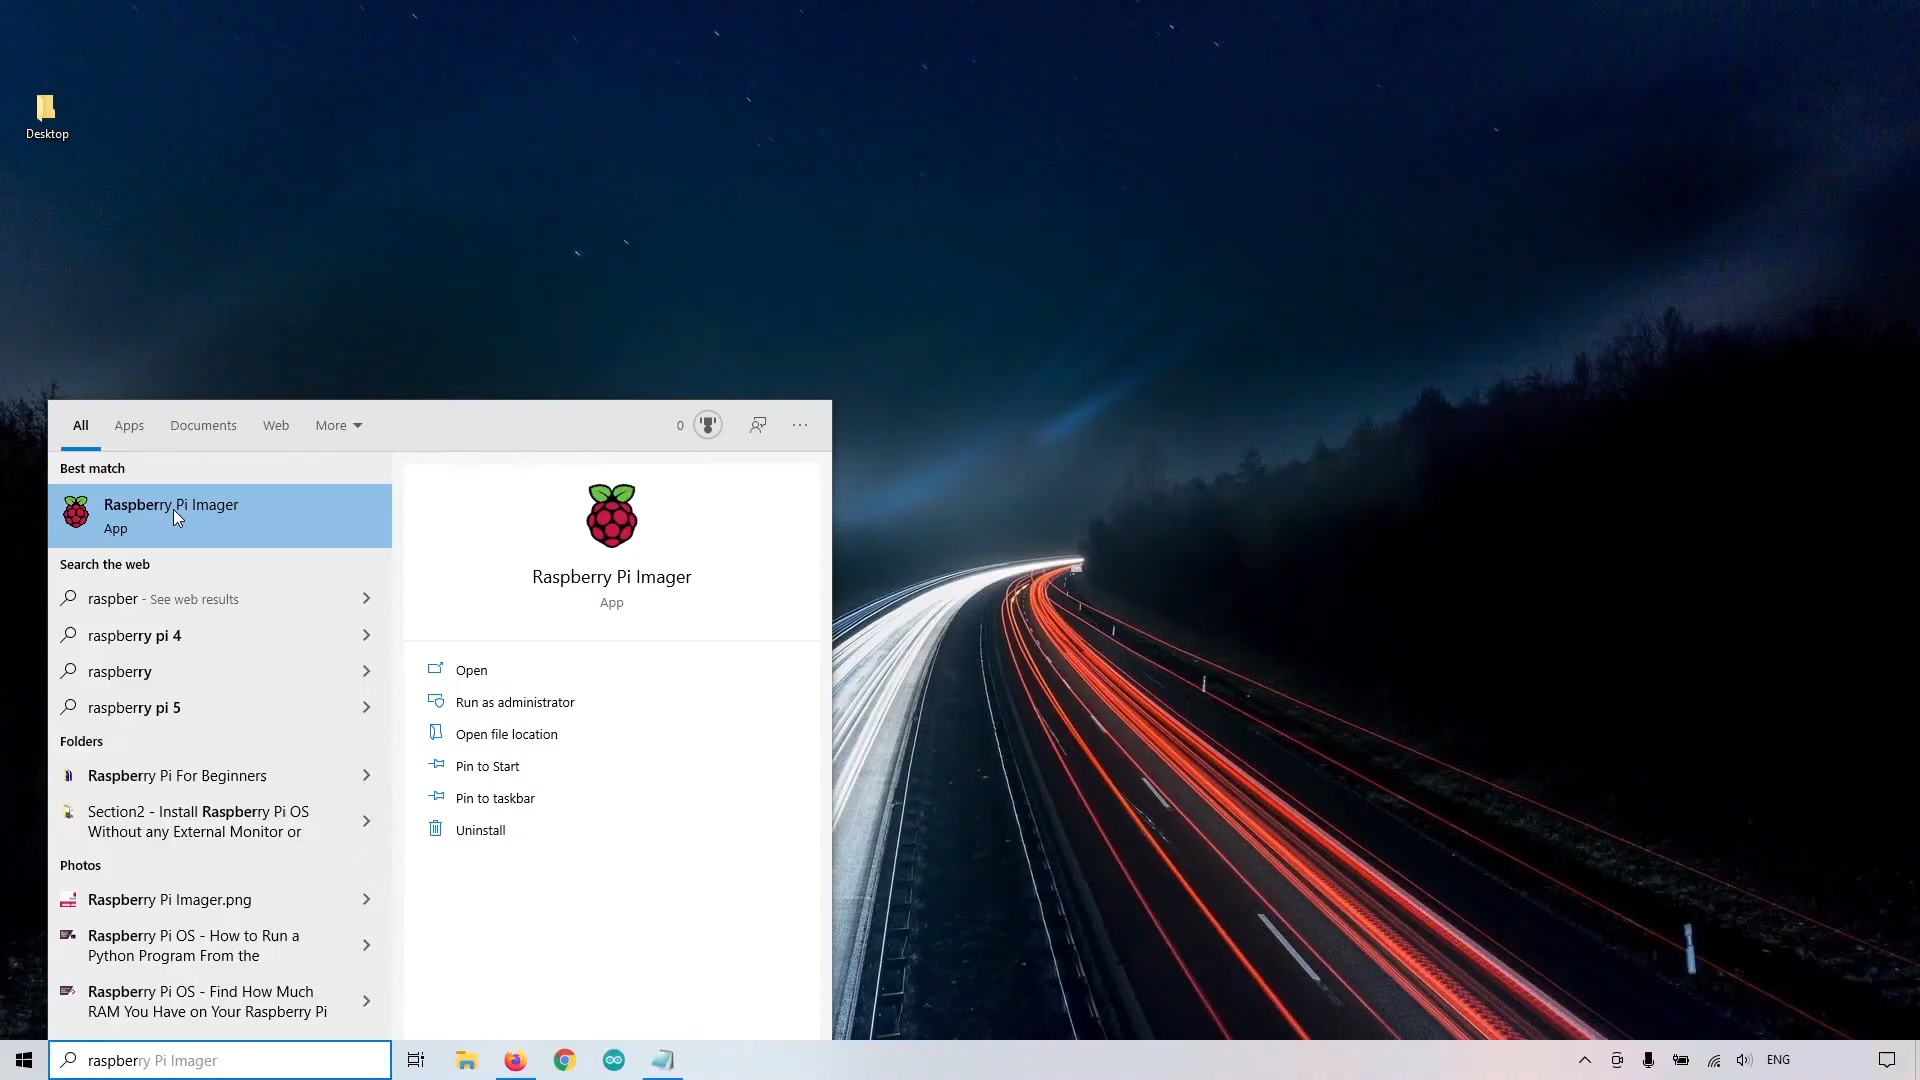 Desktop
All
Apps
Documents
Web
More
0
Best match
Raspberry Pi Imager
App
Search the web
raspber - See web results
raspberry pi 4
raspberry
raspberry pi 5
Folders
Raspberry Pi For Beginners
Section2 - Install Raspberry Pi OS
Without any External Monitor or
Photos
Raspberry Pi Imager.png
Raspberry Pi OS - How to Run a
Python Program From the
Raspberry Pi OS - Find How Much
RAM You Have on Your Raspberry Pi
Raspberry Pi Imager
App
Open
Run as administrator
Open file location
Pin to Start
Pin to taskbar
Uninstall
raspberry Pi Imager
ENG